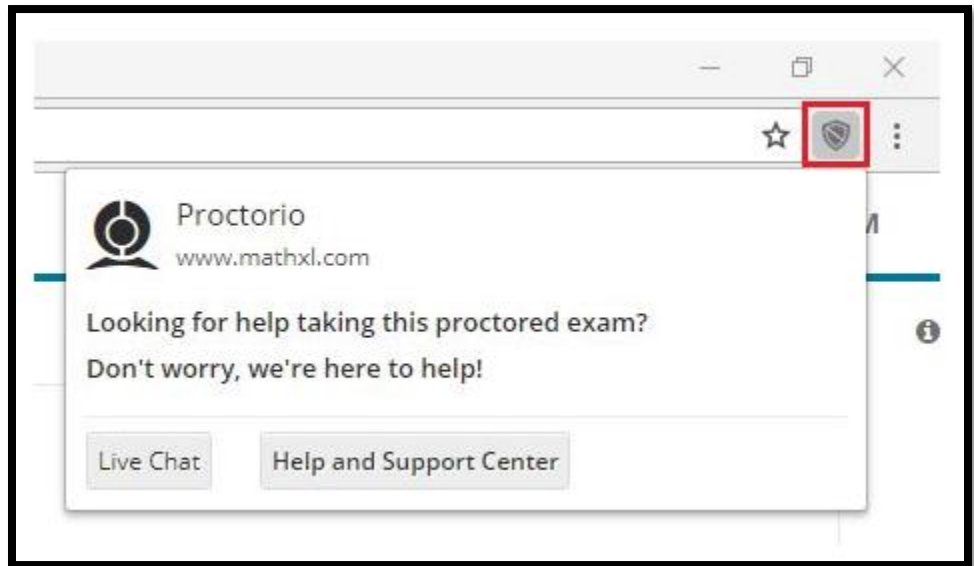 Proctorio
www.mathxl.com
Looking for help taking this proctored exam?
Don't worry, we're here to help!
Live Chat
Help and Support Center